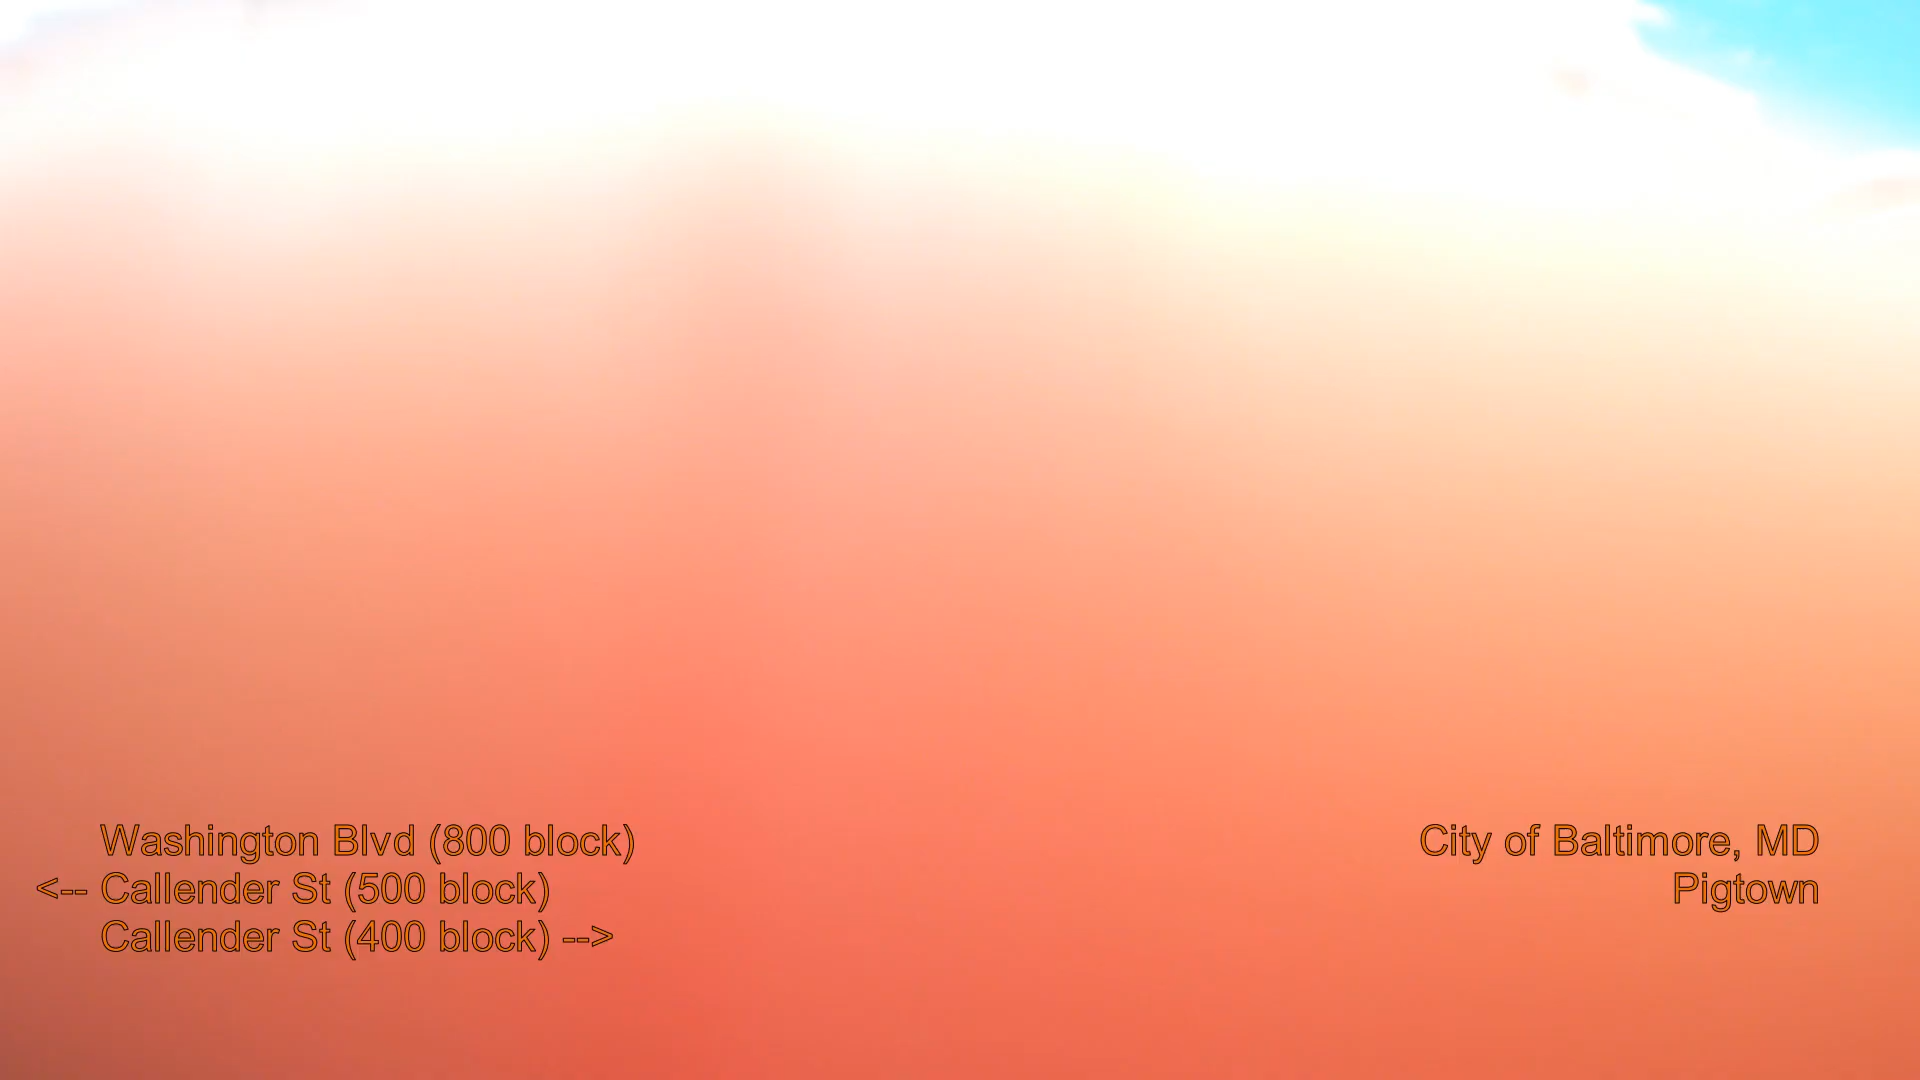 Washington Blvd (800 block)
<-- Callender St (500 block)
Callender St (400 block) -->
City of Baltimore, MD
Pigtown